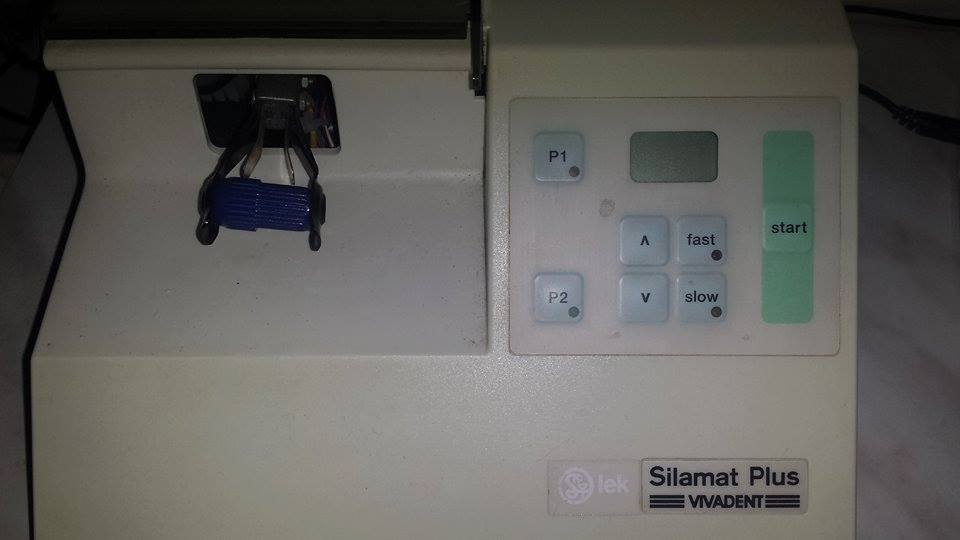 P1
ʌ
fast
start
P2
v
slow
lek
Silamat Plus
VIVADENT